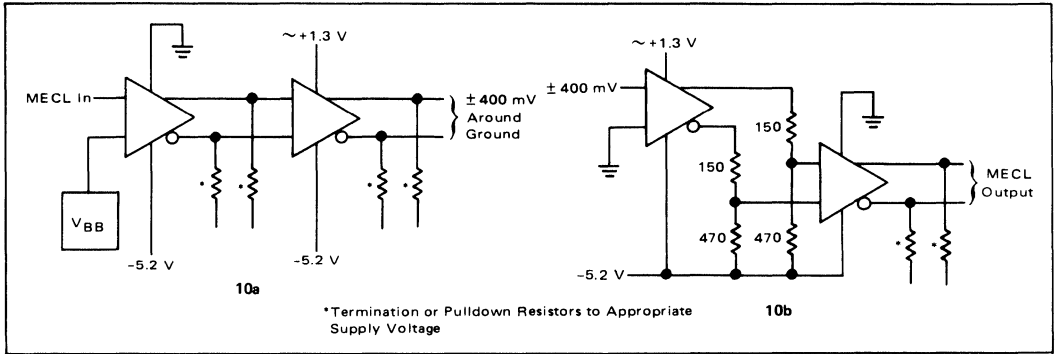 MECL In
V BB
-5.2 V
∼+1.3 V
-5.2 V
* * * *
± 400 mV
Around
Ground
10a
*Termination or Pulldown Resistors to Appropriate
Supply Voltage
∼+1.3 V
± 400 mV
150
150
470 470
-5.2 V
* *
MECL
Output
10b